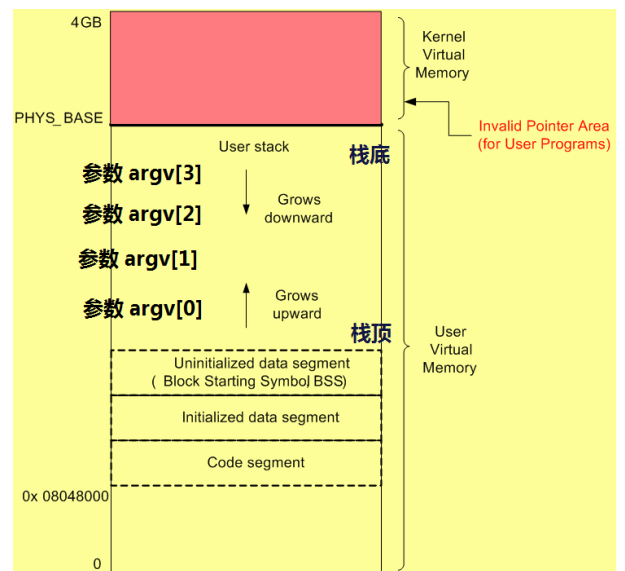 4GB
Kernel
Virtual
Memory
PHYS_BASE
Invalid Pointer Area
(for User Programs)
User stack
栈底
参数 argv[3]
Grows
downward
参数 argv[2]
参数 argv[1]
参数 argv[0]
Grows
upward
栈顶
User
Virtual
Memory
Uninitialized data segment
( Block Starting Symbol, BSS)
Initialized data segment
Code segment
0x 08048000
0